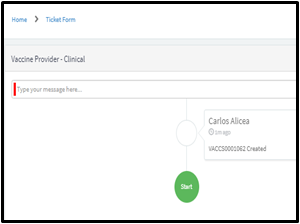 Home > Ticket Form
Vaccine Provider - Clinical
Type your message here...
Carlos Alicea
1m ago
VACCS0001062 Created
Start